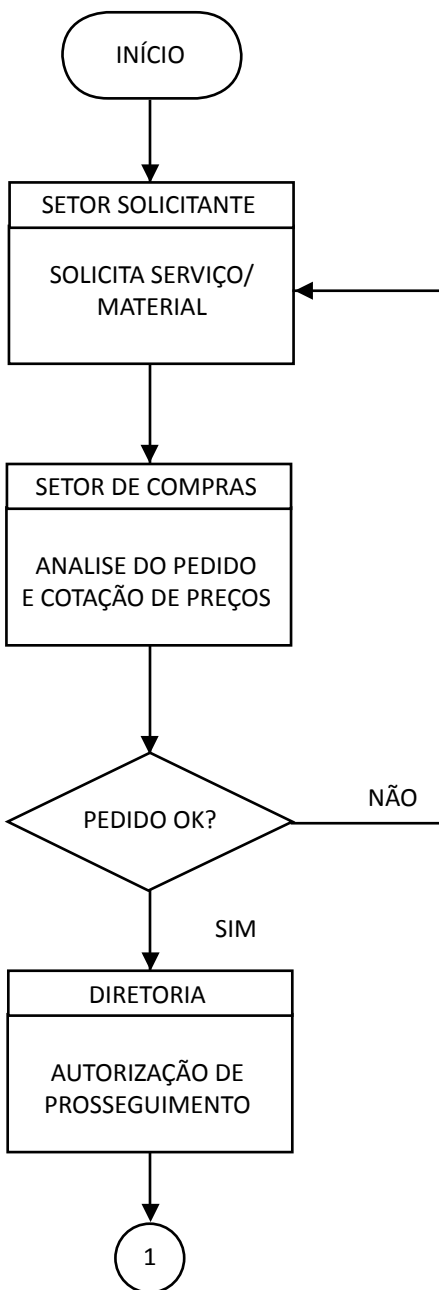 INÍCIO
SETOR SOLICITANTE
SOLICITA SERVIÇO/
MATERIAL
SETOR DE COMPRAS
ANALISE DO PEDIDO
E COTAÇÃO DE PREÇOS
PEDIDO OK?
NÃO
SIM
DIRETORIA
AUTORIZAÇÃO DE
PROSSEGUIMENTO
1